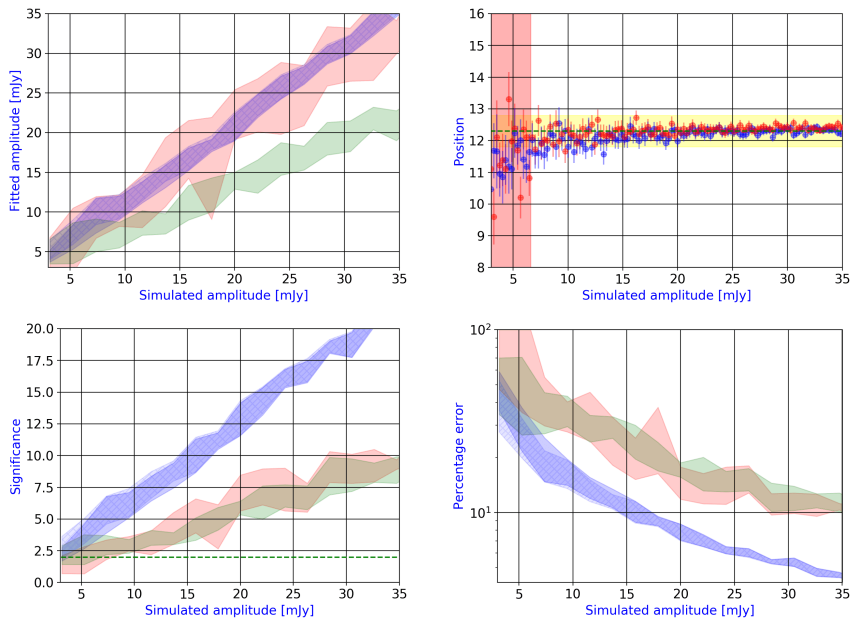 35
30
25
20
15
10
5
Fitted amplitude [mJy]
5 10 15 20 25 30 35
Simulated amplitude [mJy]
16
15
14
13
12
11
10
9
8
Position
5 10 15 20 25 30 35
Simulated amplitude [mJy]
20.0
17.5
15.0
12.5
10.0
7.5
5.0
2.5
0.0
Significance
5 10 15 20 25 30 35
Simulated amplitude [mJy]
10²
10¹
Percentage error
5 10 15 20 25 30 35
Simulated amplitude [mJy]